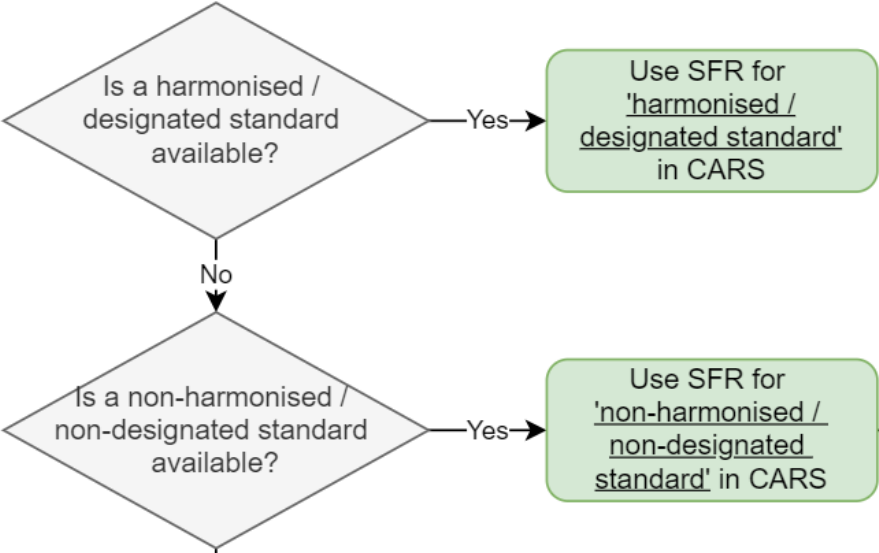 Is a harmonised /
designated standard
available?
Yes
Use SFR for
'harmonised /
designated standard'
in CARS
No
Is a non-harmonised /
non-designated standard
available?
Yes
Use SFR for
'non-harmonised /
non-designated
standard' in CARS